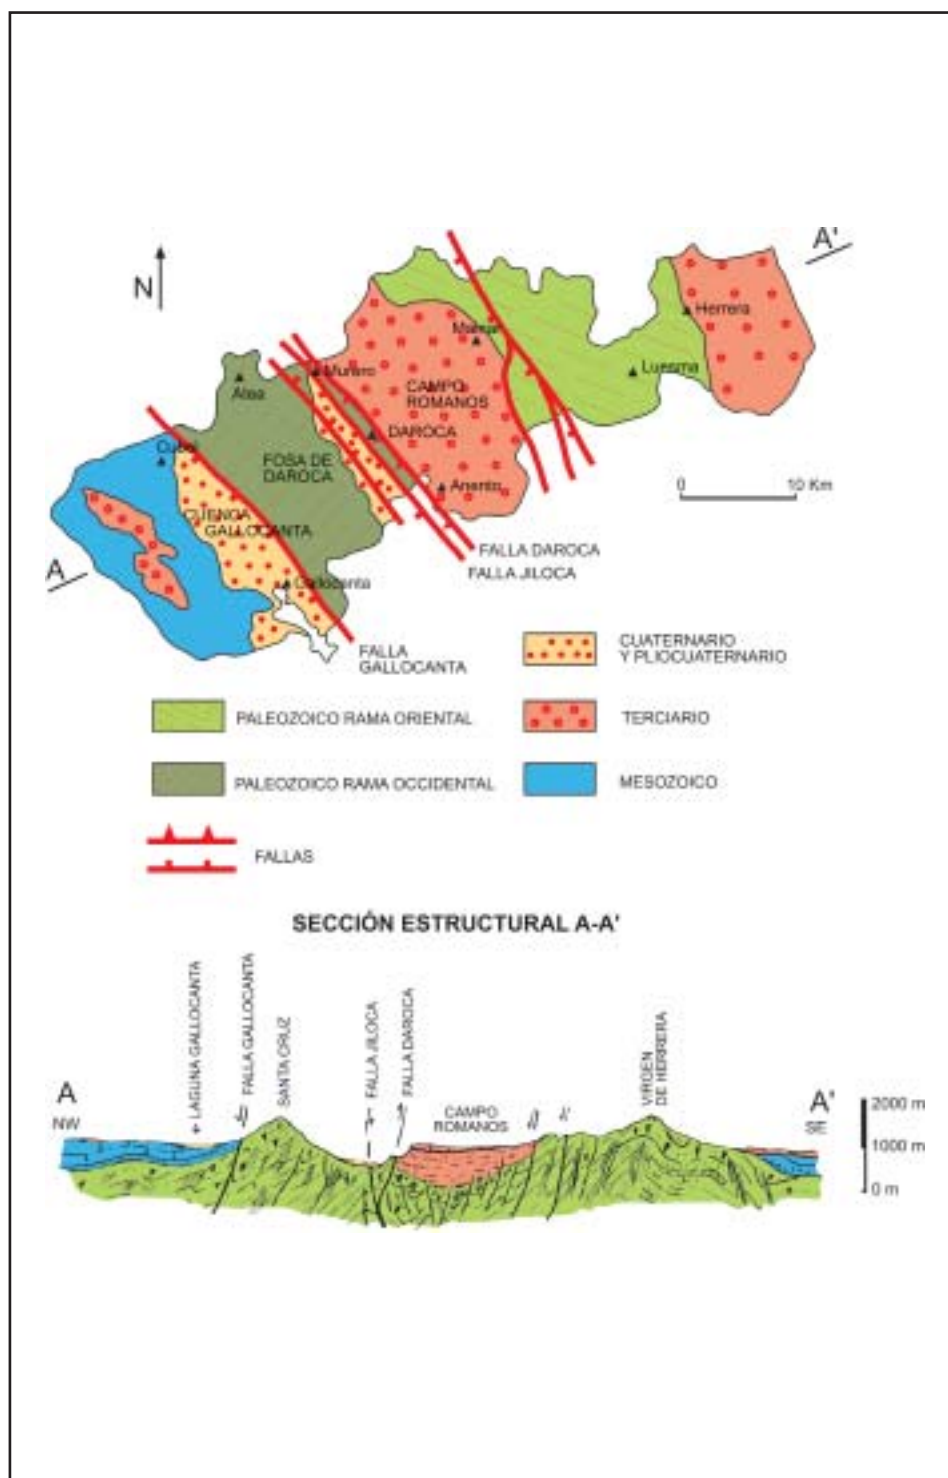 A'
N
Herrera
Mainar
Luesma
Murero
Atea
CAMPO
ROMANOS
DAROCA
Cubel
FOSA DE
DAROCA
Anento
0 10 Km
CUENCA
GALLOCANTA
FALLA DAROCA
FALLA JILOCA
A
Gallocanta
FALLA
GALLOCANTA
CUATERNARIO
Y PLIOCUATERNARIO
PALEOZOICO RAMA ORIENTAL
TERCIARIO
PALEOZOICO RAMA OCCIDENTAL
MESOZOICO
FALLAS
SECCIÓN ESTRUCTURAL A-A'
LAGUNA GALLOCANTA
FALLA GALLOCANTA
SANTA CRUZ
FALLA JILOCA
FALLA DAROCA
VIRGEN
DE HERRERA
A
NW
CAMPO
ROMANOS
A'
2000 m
1000 m
0 m